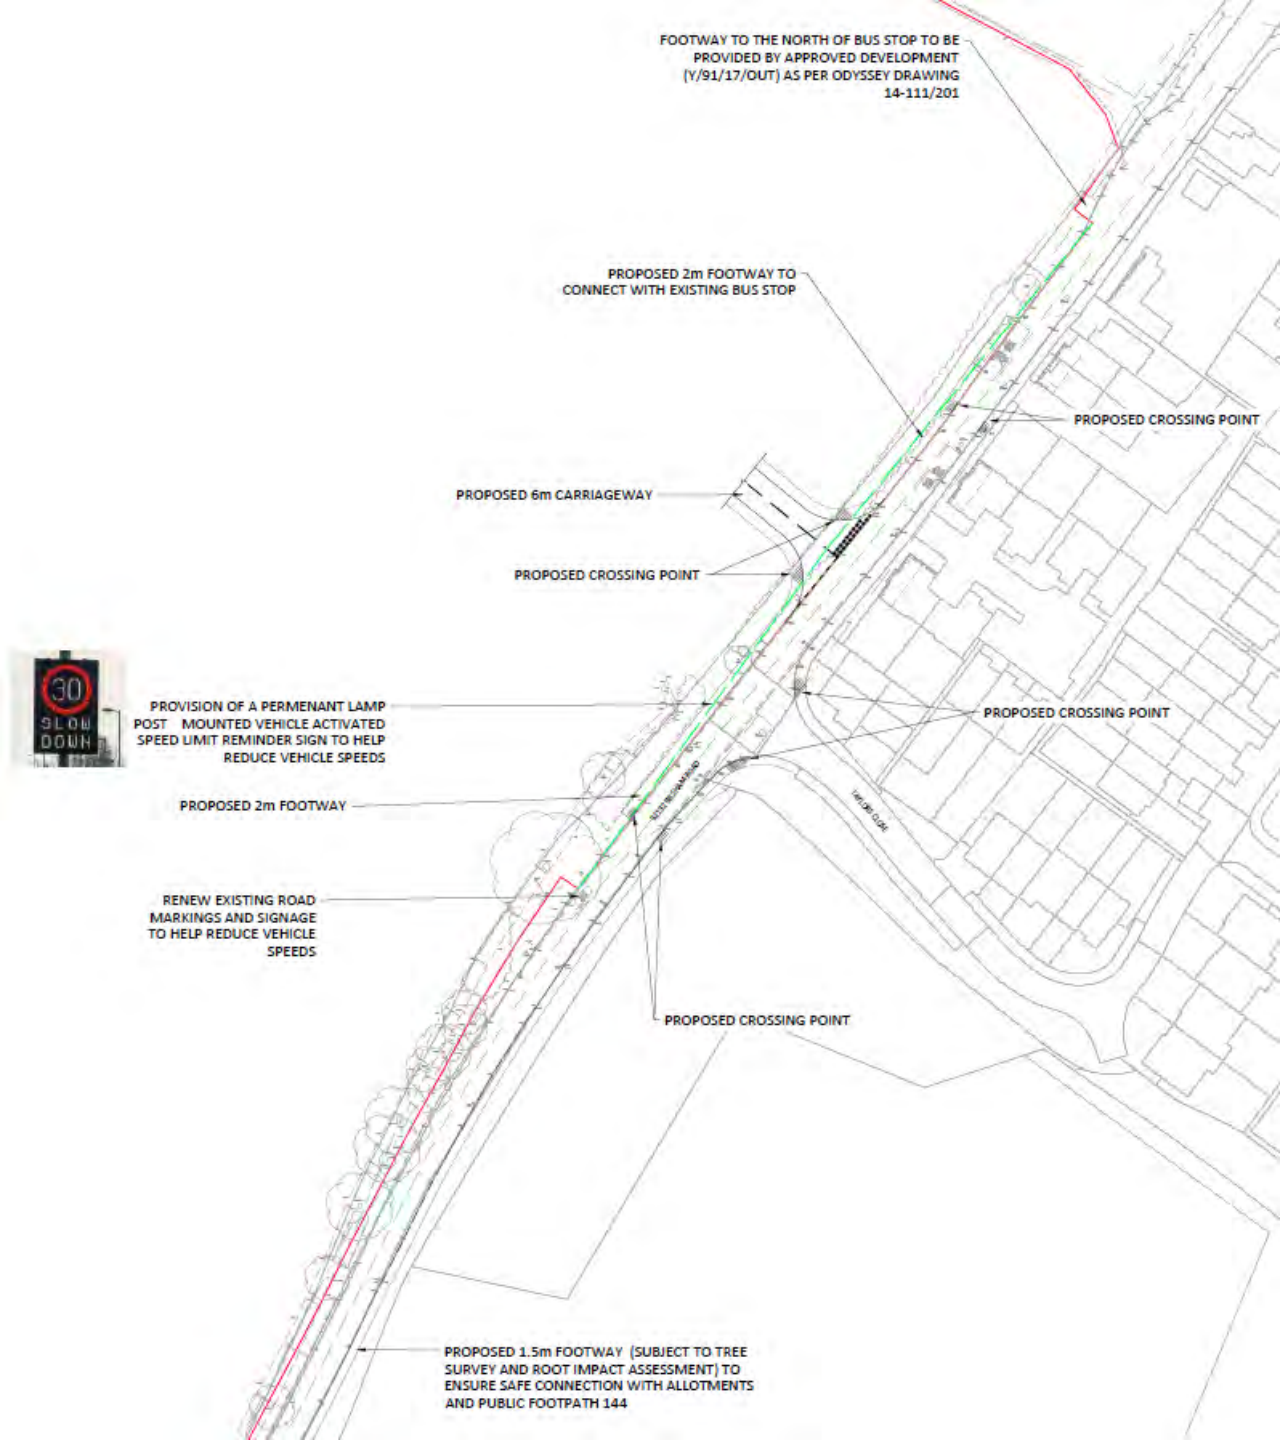 FOOTWAY TO THE NORTH OF BUS STOP TO BE
PROVIDED BY APPROVED DEVELOPMENT
(Y/91/17/OUT) AS PER ODYSSEY DRAWING
14-111/201
PROPOSED 2m FOOTWAY TO
CONNECT WITH EXISTING BUS STOP
PROPOSED CROSSING POINT
PROPOSED 6m CARRIAGEWAY
PROPOSED CROSSING POINT
30
SLOW
DOWN
PROVISION OF A PERMENANT LAMP
POST MOUNTED VEHICLE ACTIVATED
SPEED LIMIT REMINDER SIGN TO HELP
REDUCE VEHICLE SPEEDS
PROPOSED CROSSING POINT
PROPOSED 2m FOOTWAY
TAYLORS CLOSE
RENEW EXISTING ROAD
MARKINGS AND SIGNAGE
TO HELP REDUCE VEHICLE
SPEEDS
PROPOSED CROSSING POINT
PROPOSED 1.5m FOOTWAY (SUBJECT TO TREE
SURVEY AND ROOT IMPACT ASSESSMENT) TO
ENSURE SAFE CONNECTION WITH ALLOTMENTS
AND PUBLIC FOOTPATH 144